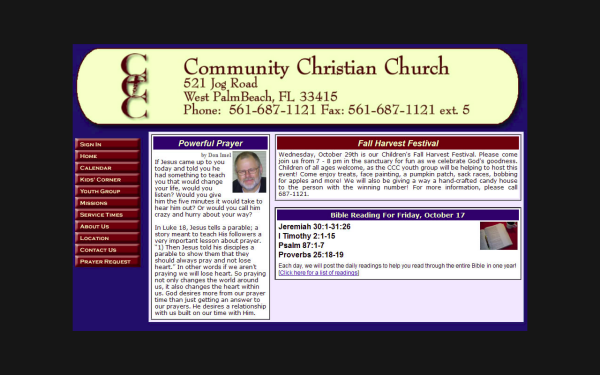 CCC
Community Christian Church
521 Jog Road
West PalmBeach, FL 33415
Phone: 561-687-1121 Fax: 561-687-1121 ext. 5
Sign In
Home
Calendar
Kids' Corner
Youth Group
Missions
Service Times
About Us
Location
Contact Us
Prayer Request
Powerful Prayer
by Don
If Jesus came up to you
today and told you he
had something to teach
you that would change
your life, would you
listen? Would you give
him the five minutes it would take to
hear him out? Or would you call him
crazy and hurry about your way?
In Luke 18, Jesus tells a parable; a
story meant to teach His followers a
very important lesson about prayer.
"1) Then Jesus told his disciples a
parable to show them that they
should always pray and not lose
heart." In other words if we aren't
praying we will lose heart. So praying
not only changes the world around
us, it also changes the heart within
us. God desires more from our prayer
time than just getting an answer to
our prayers. He desires a relationship
with us built on our time with Him.
Fall Harvest Festival
Wednesday, October 29th is our Children's Fall Harvest Festival. Please come
join us from 7 - 8 pm in the sanctuary for fun as we celebrate God's goodness.
Children of all ages welcome, as the CCC youth group will be helping to host this
event! Come enjoy treats, face painting, a pumpkin patch, sack races, bobbing
for apples and more! We will also be giving a way a hand-crafted candy house
to the person with the winning number! For more information, please call
687-1121.
Bible Reading For Friday, October 17
Jeremiah 30:1-31:26
I Timothy 2:1-15
Psalm 87:1-7
Proverbs 25:18-19
Each day, we will post the daily readings to help you read through the entire Bible in one year!
[Click here for a list of readings]